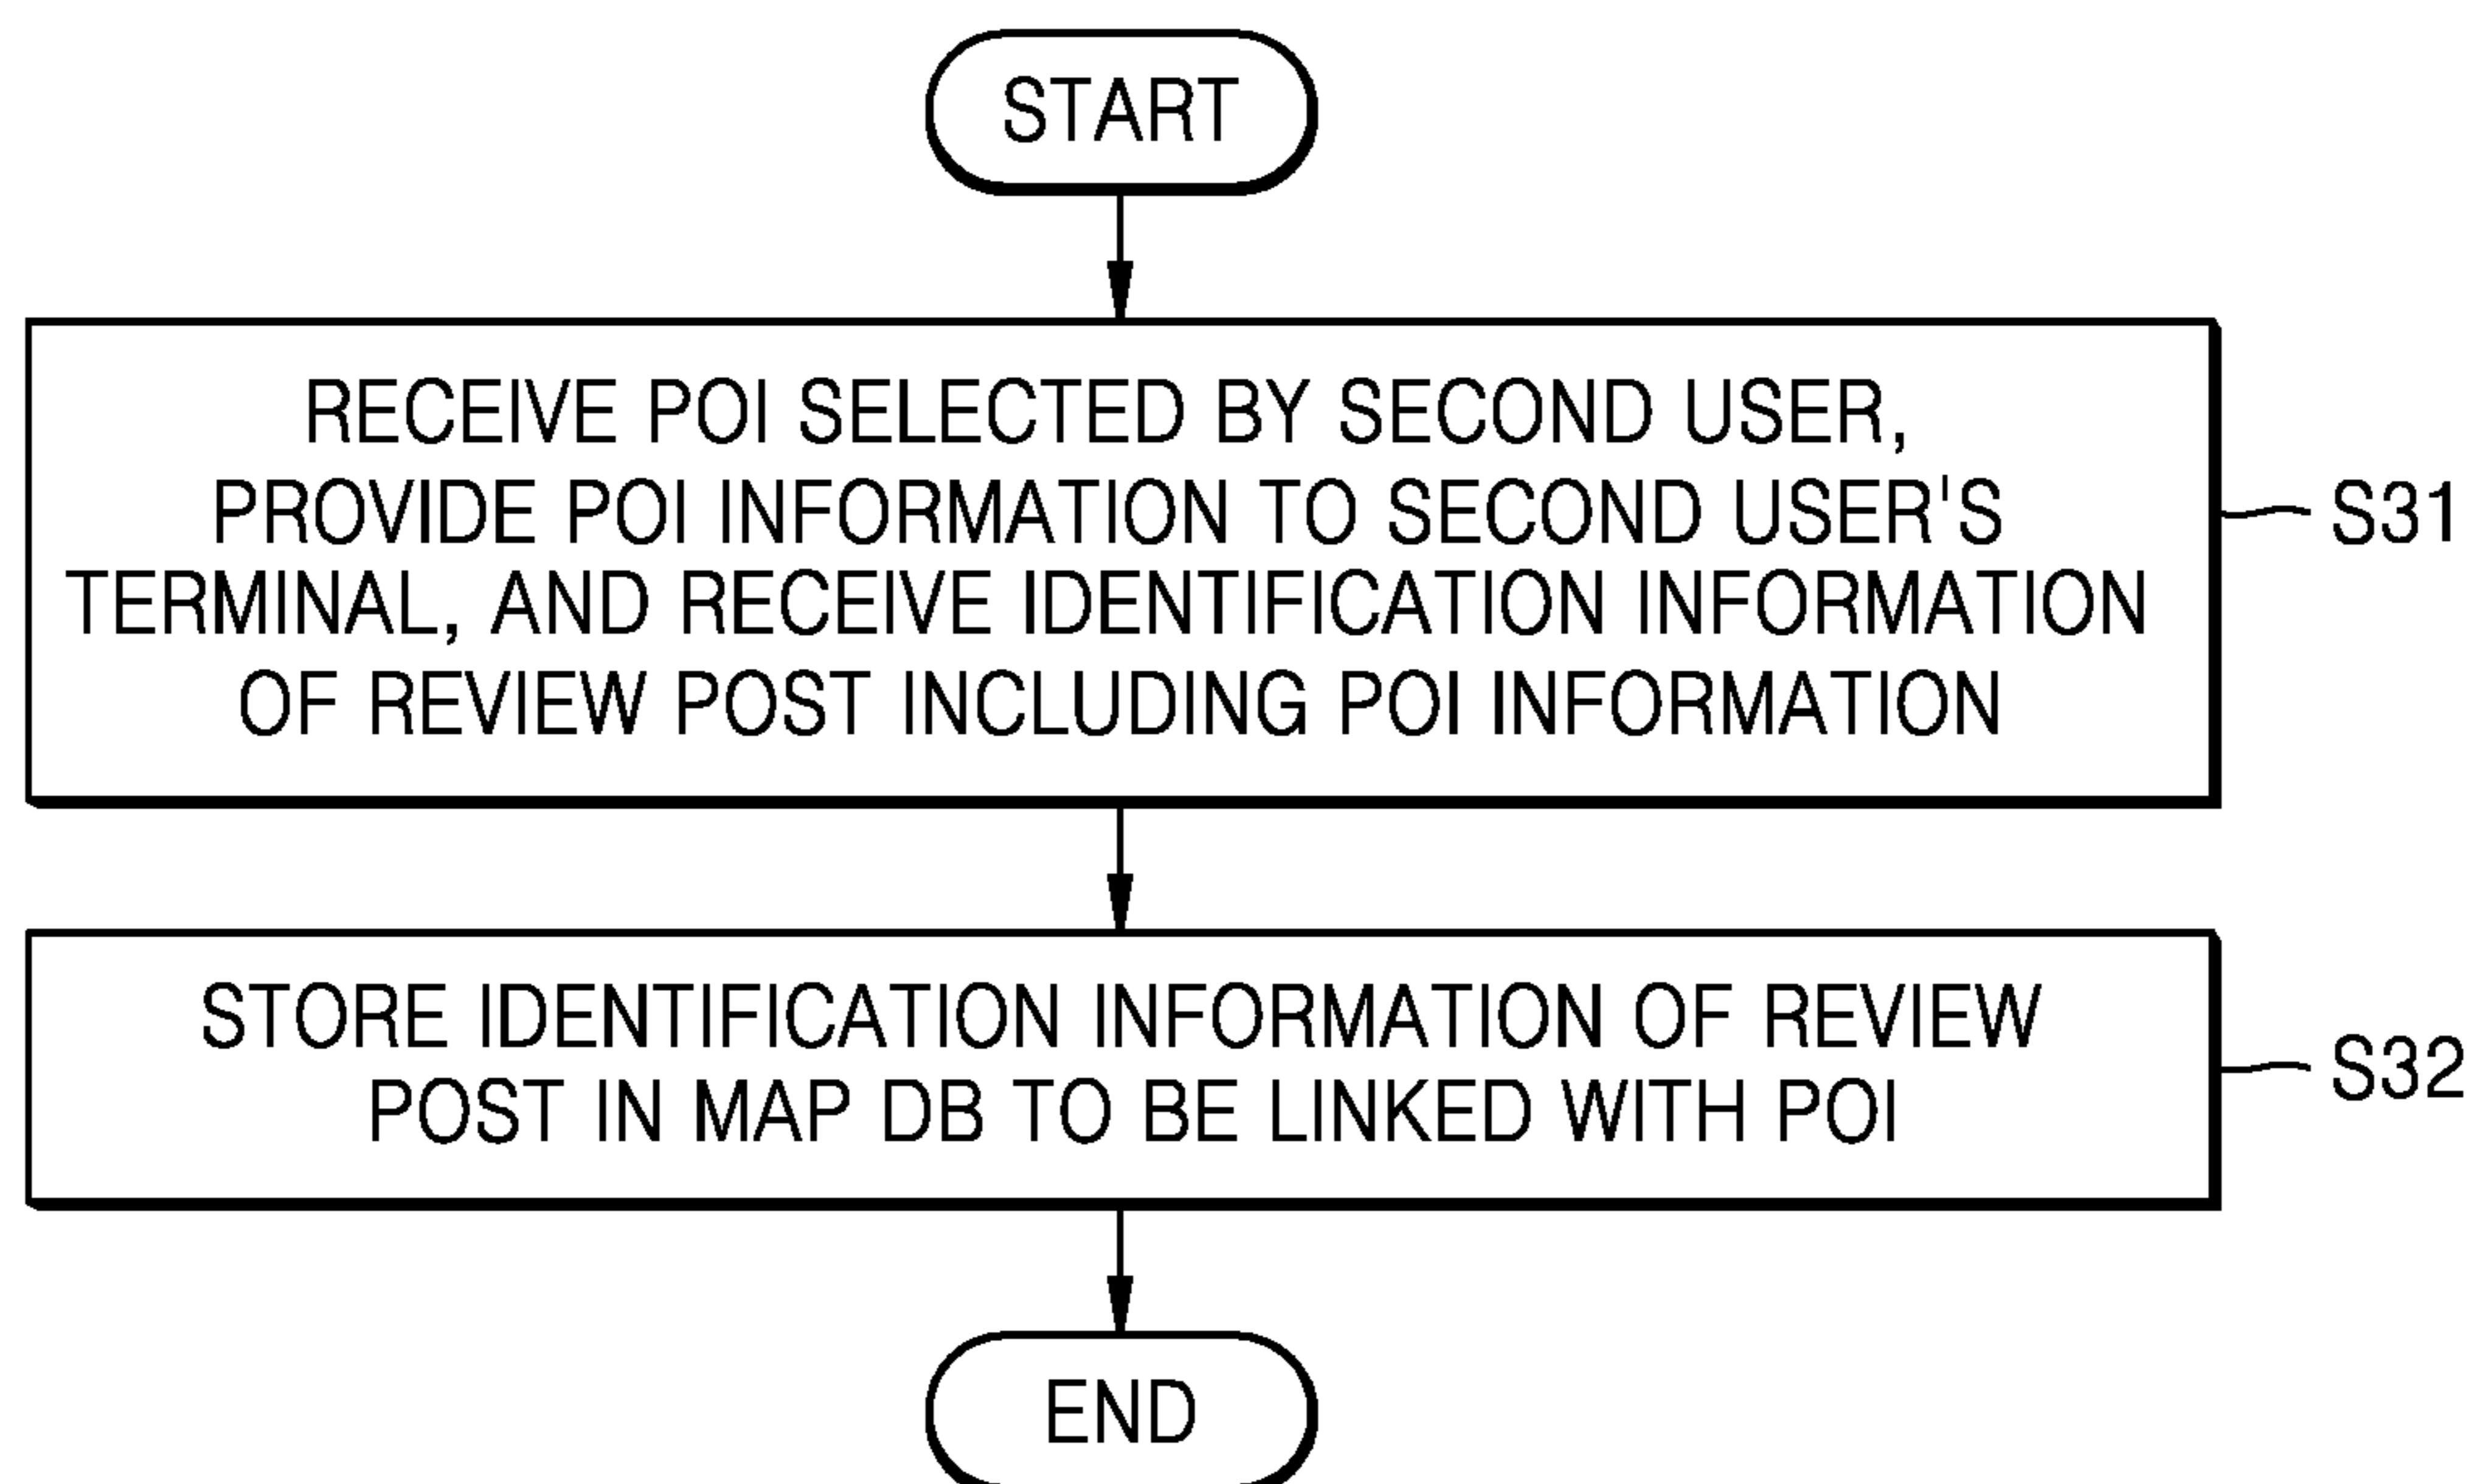 START
RECEIVE POI SELECTED BY SECOND USER,
PROVIDE POI INFORMATION TO SECOND USER'S
TERMINAL, AND RECEIVE IDENTIFICATION INFORMATION
OF REVIEW POST INCLUDING POI INFORMATION
S31
STORE IDENTIFICATION INFORMATION OF REVIEW
POST IN MAP DB TO BE LINKED WITH POI
S32
END